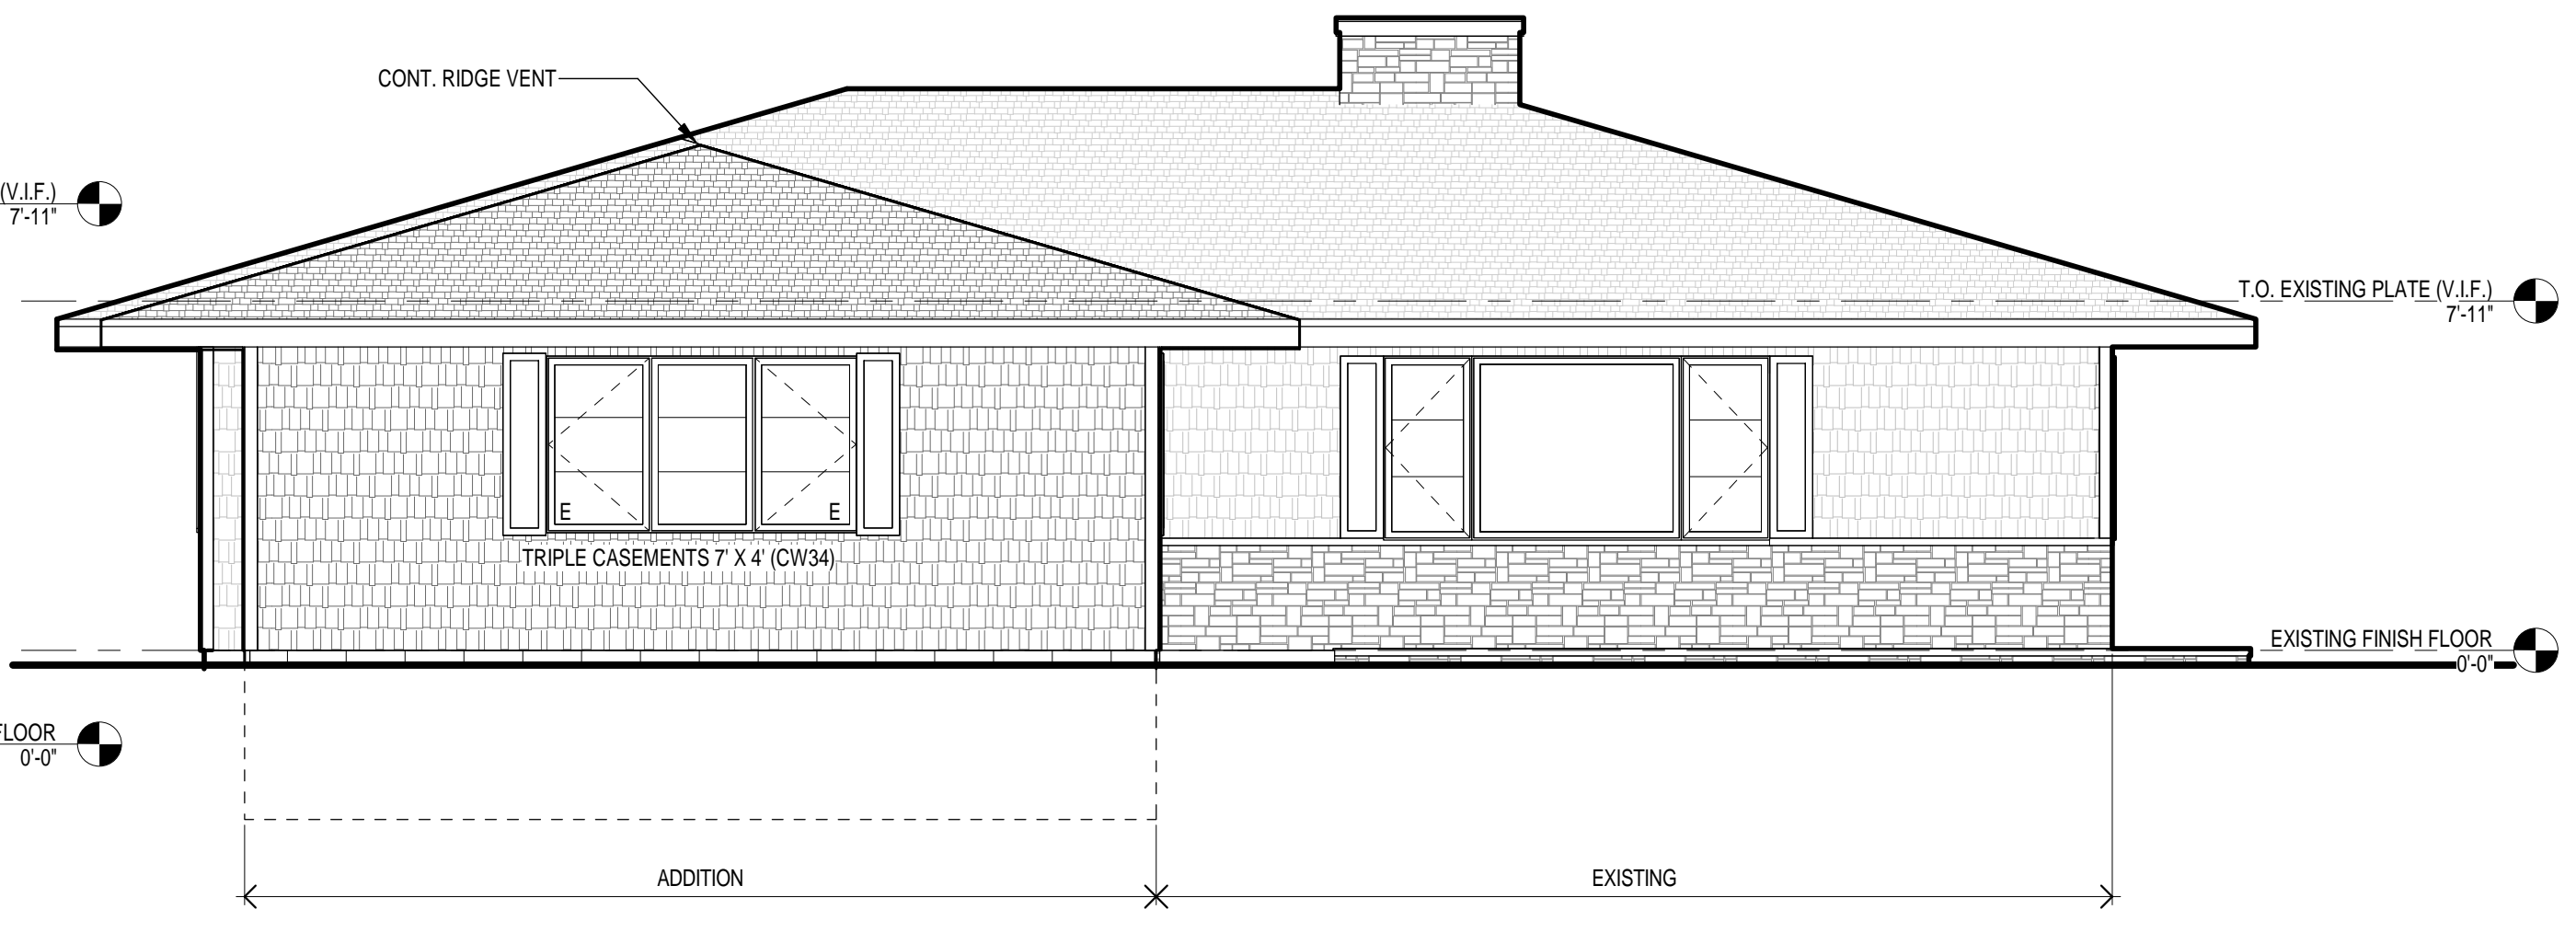 CONT. RIDGE VENT
(V.I.F.)
7'-11"
T.O. EXISTING PLATE (V.I.F.)
7'-11"
E
E
TRIPLE CASEMENTS 7' X 4' (CW34)
EXISTING FINISH FLOOR
0'-0"
FLOOR
0'-0"
ADDITION
EXISTING